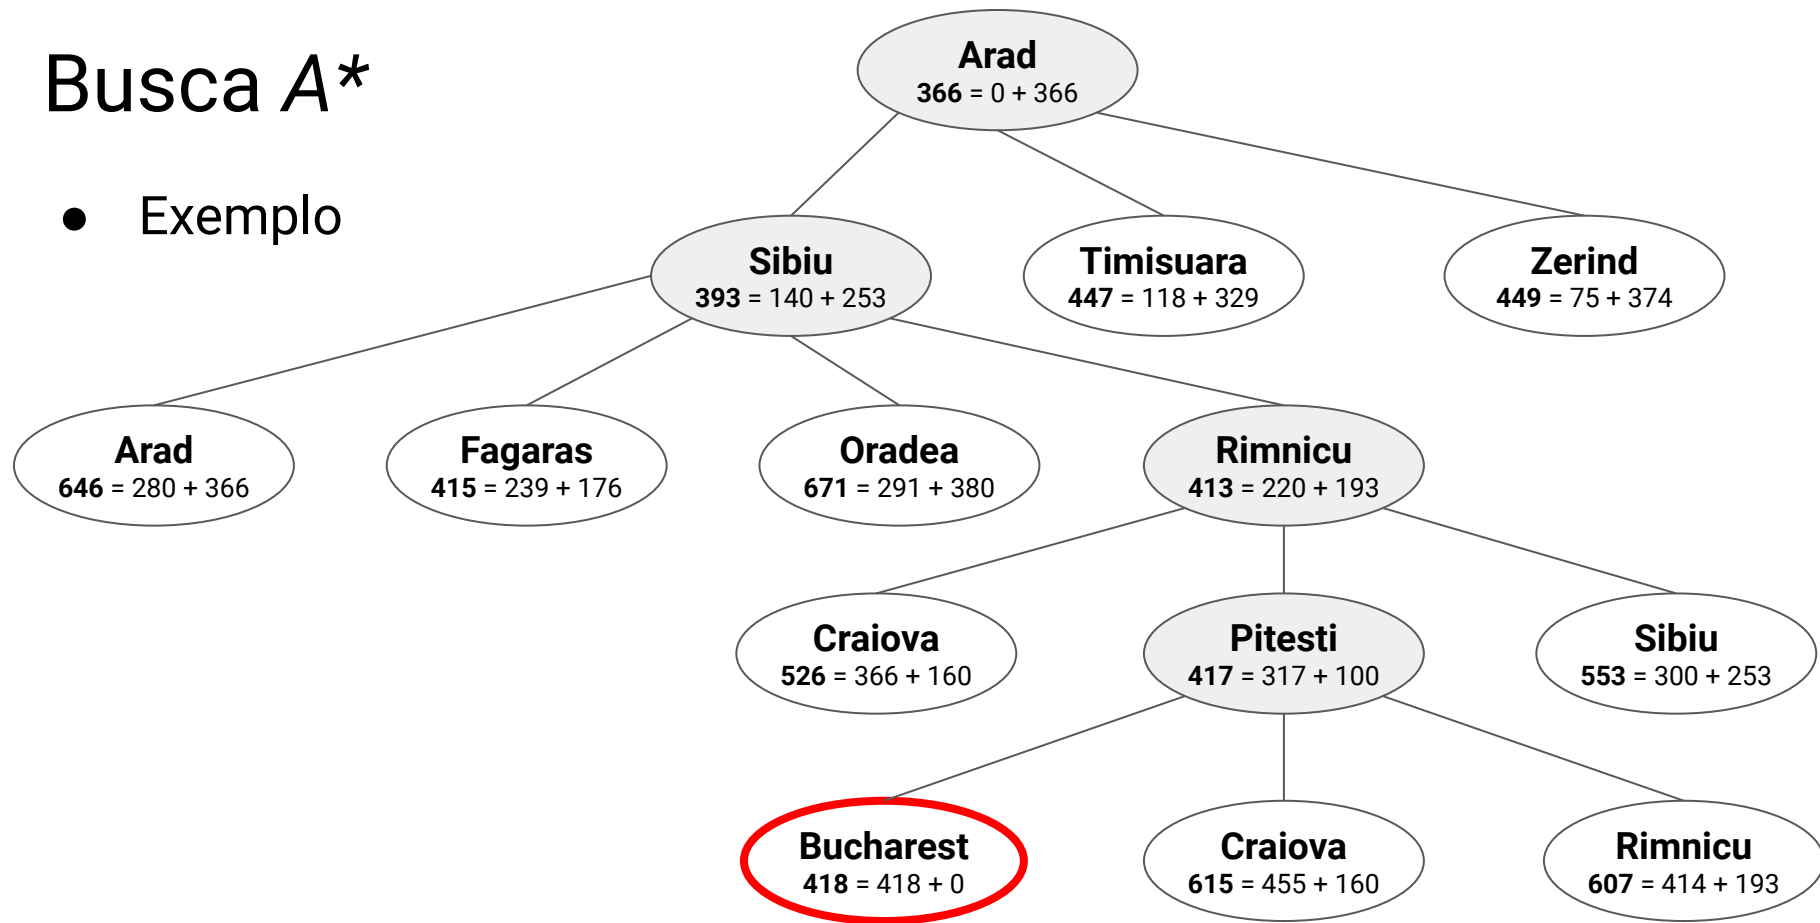 Busca A*
● Exemplo
Arad
366 = 0 + 366
Sibiu
393 = 140 + 253
Timisuara
447 = 118 + 329
Zerind
449 = 75 + 374
Arad
646 = 280 + 366
Fagaras
415 = 239 + 176
Oradea
671 = 291 + 380
Rimnicu
413 = 220 + 193
Craiova
526 = 366 + 160
Pitesti
417 = 317 + 100
Sibiu
553 = 300 + 253
Bucharest
418 = 418 + 0
Craiova
615 = 455 + 160
Rimnicu
607 = 414 + 193